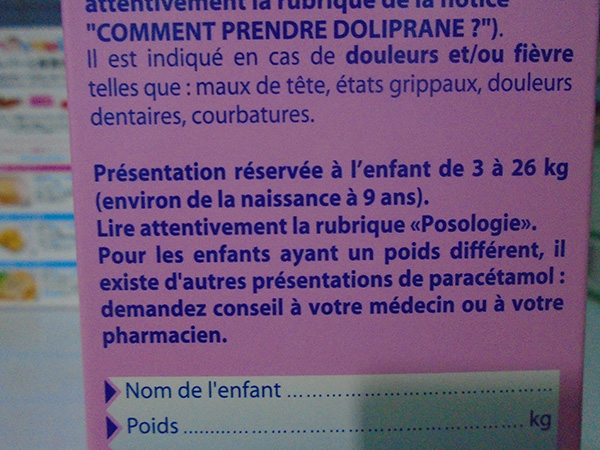 attentivement la rubrique de la notice
"COMMENT PRENDRE DOLIPRANE ?").
Il est indiqué en cas de douleurs et/ou fièvre
telles que : maux de tête, états grippaux, douleurs
dentaires, courbatures.
Présentation réservée à l'enfant de 3 à 26 kg
(environ de la naissance à 9 ans).
Lire attentivement la rubrique «Posologie».
Pour les enfants ayant un poids différent, il
existe d'autres présentations de paracétamol :
demandez conseil à votre médecin ou à votre
pharmacien.
Nom de l'enfant ................................................
Poids ................................................ kg